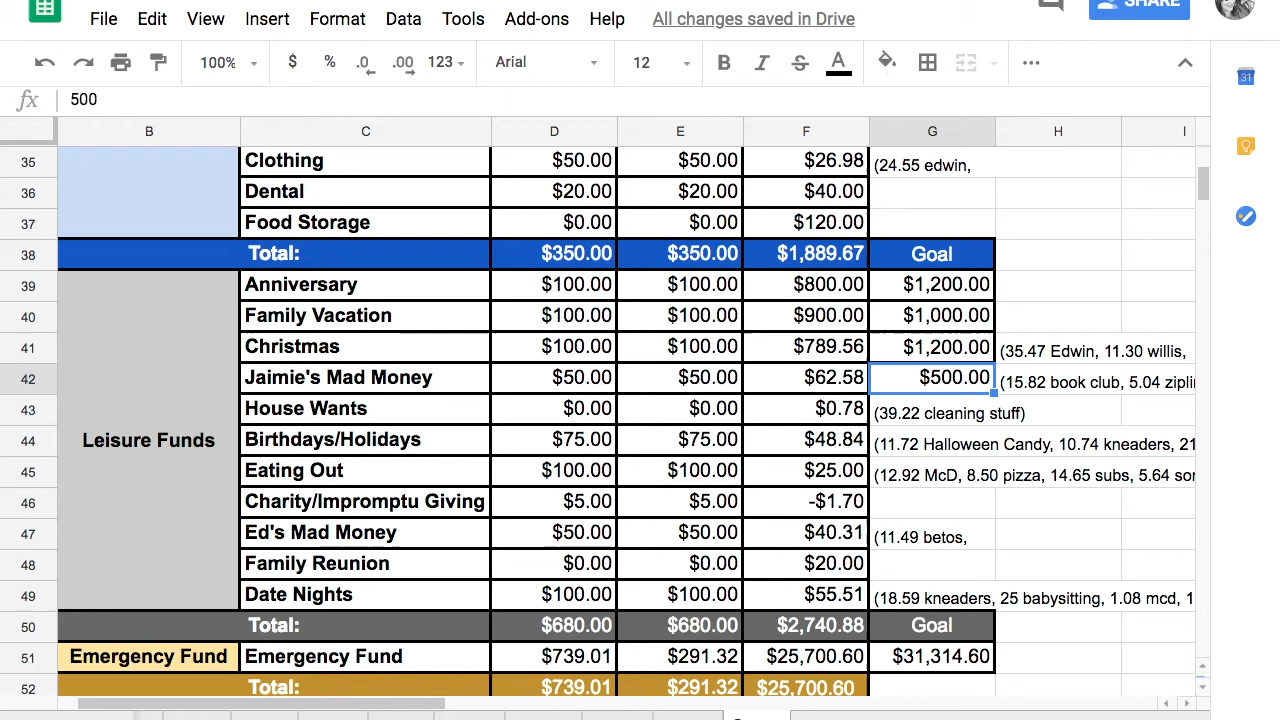 SHARE
File Edit View Insert Format Data Tools Add-ons Help All changes saved in Drive
100% $ % .0 .00 123 Arial 12 B I S A
31
fx 500
B C D E F G H I
35 Clothing $50.00 $50.00 $26.98 (24.55 edwin,
36 Dental $20.00 $20.00 $40.00
37 Food Storage $0.00 $0.00 $120.00
38 Total: $350.00 $350.00 $1,889.67 Goal
39 Anniversary $100.00 $100.00 $800.00 $1,200.00
40 Family Vacation $100.00 $100.00 $900.00 $1,000.00
41 Christmas $100.00 $100.00 $789.56 $1,200.00 (35.47 Edwin, 11.30 willis,
42 Jaimie's Mad Money $50.00 $50.00 $62.58 $500.00 (15.82 book club, 5.04 zipli
43 House Wants $0.00 $0.00 $0.78 (39.22 cleaning stuff)
44 Leisure Funds Birthdays/Holidays $75.00 $75.00 $48.84 (11.72 Halloween Candy, 10.74 kneaders, 21
45 Eating Out $100.00 $100.00 $25.00 (12.92 McD, 8.50 pizza, 14.65 subs, 5.64 
46 Charity/Impromptu Giving $5.00 $5.00 -$1.70
47 Ed's Mad Money $50.00 $50.00 $40.31 (11.49 betos,
48 Family Reunion $0.00 $0.00 $20.00
49 Date Nights $100.00 $100.00 $55.51 (18.59 kneaders, 25 babysitting, 1.08 mcd, 1
50 Total: $680.00 $680.00 $2,740.88 Goal
51 Emergency Fund Emergency Fund $739.01 $291.32 $25,700.60 $31,314.60
52 Total: $739.01 $291.32 $25,700.60